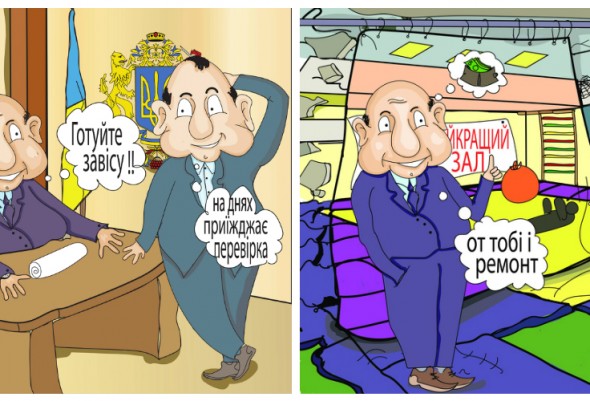 Готуйте
завісу !!
на днях
приїжджає
перевірка
ЙКРАЩИЙ
ЗАЛ
от тобі і
ремонт